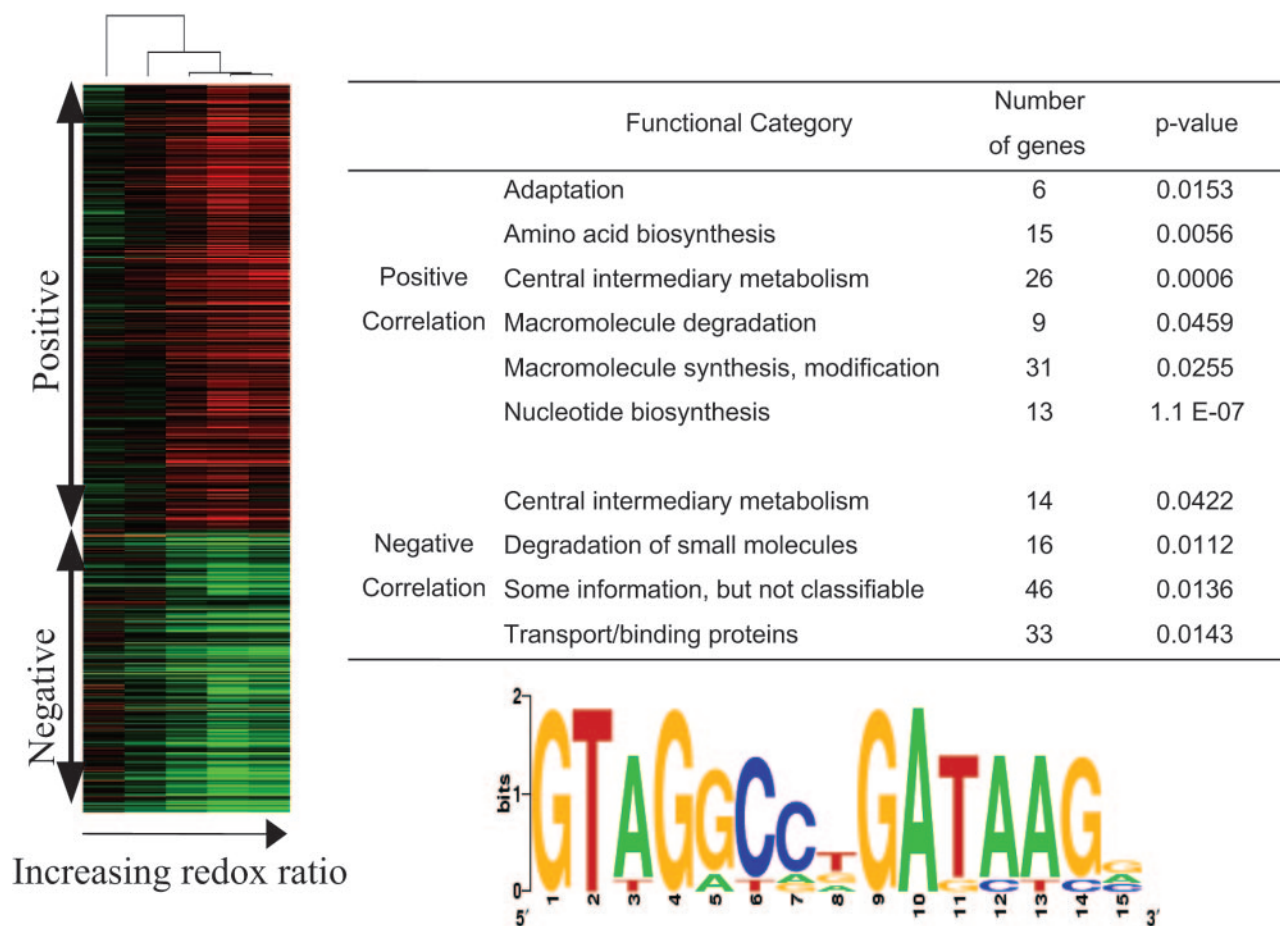 Positive
Negative
Increasing redox ratio
Functional Category Number of genes p-value
Adaptation 6 0.0153
Amino acid biosynthesis 15 0.0056
Positive Central intermediary metabolism 26 0.0006
Correlation Macromolecule degradation 9 0.0459
Macromolecule synthesis, modification 31 0.0255
Nucleotide biosynthesis 13 1.1 E-07
Central intermediary metabolism 14 0.0422
Negative Degradation of small molecules 16 0.0112
Correlation Some information, but not classifiable 46 0.0136
Transport/binding proteins 33 0.0143
2
1
0
bits
GTAGGCCTGATAAGG
TATAGGCTCA
GACC
A
1 2 3 4 5 6 7 8 9 10 11 12 13 14 15
5′ 3′